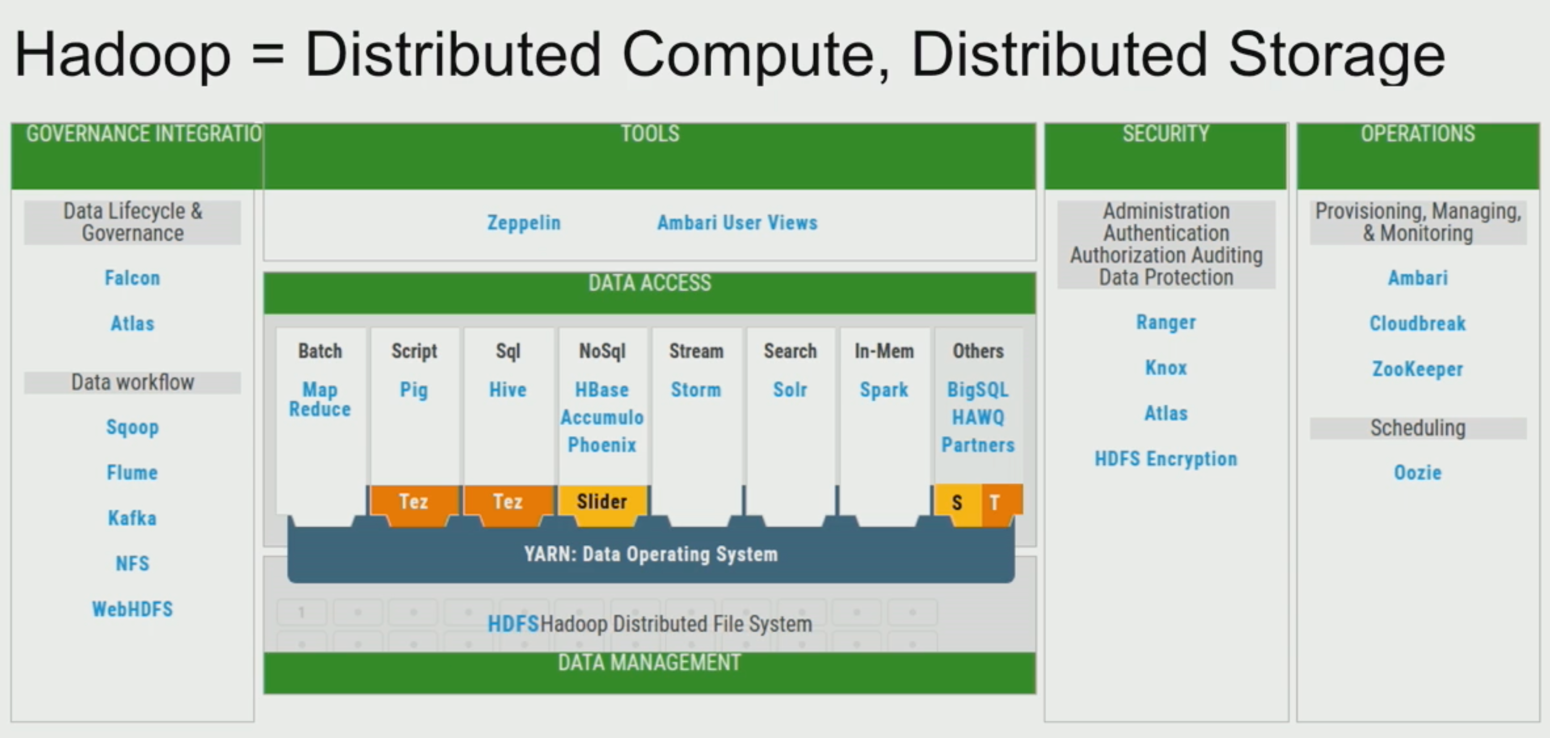 Hadoop = Distributed Compute, Distributed Storage
GOVERNANCE INTEGRATIO
Data Lifecycle &
Governance
Falcon
Atlas
Data workflow
Sqoop
Flume
Kafka
NFS
WebHDFS
TOOLS
Zeppelin
Ambari User Views
DATA ACCESS
Batch
Map
Reduce
Script
Pig
Tez
Sql
Hive
Tez
NoSql
HBase
Accumulo
Phoenix
Slider
Stream
Storm
Search
Solr
In-Mem
Spark
Others
BigSQL
HAWQ
Partners
S T
YARN: Data Operating System
1
HDFS Hadoop Distributed File System
DATA MANAGEMENT
SECURITY
Administration
Authentication
Authorization Auditing
Data Protection
Ranger
Knox
Atlas
HDFS Encryption
OPERATIONS
Provisioning, Managing,
& Monitoring
Ambari
Cloudbreak
ZooKeeper
Scheduling
Oozie